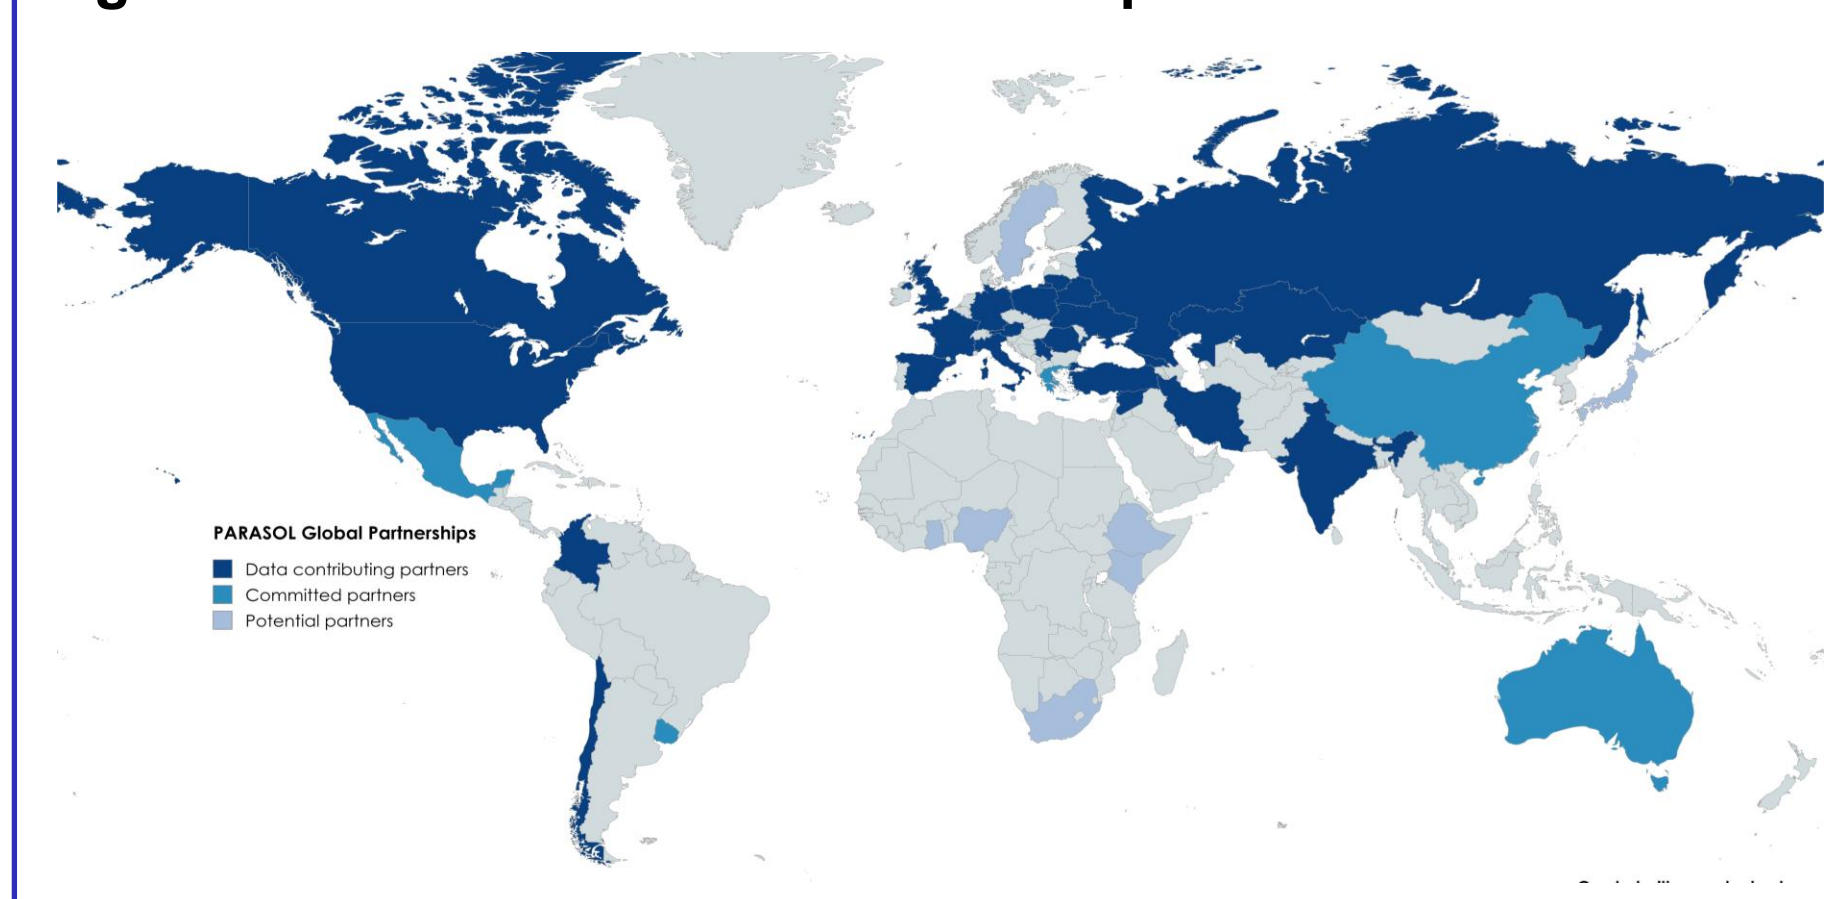 PARASOL Global Partnerships
Data contributing partners
Committed partners
Potential partners